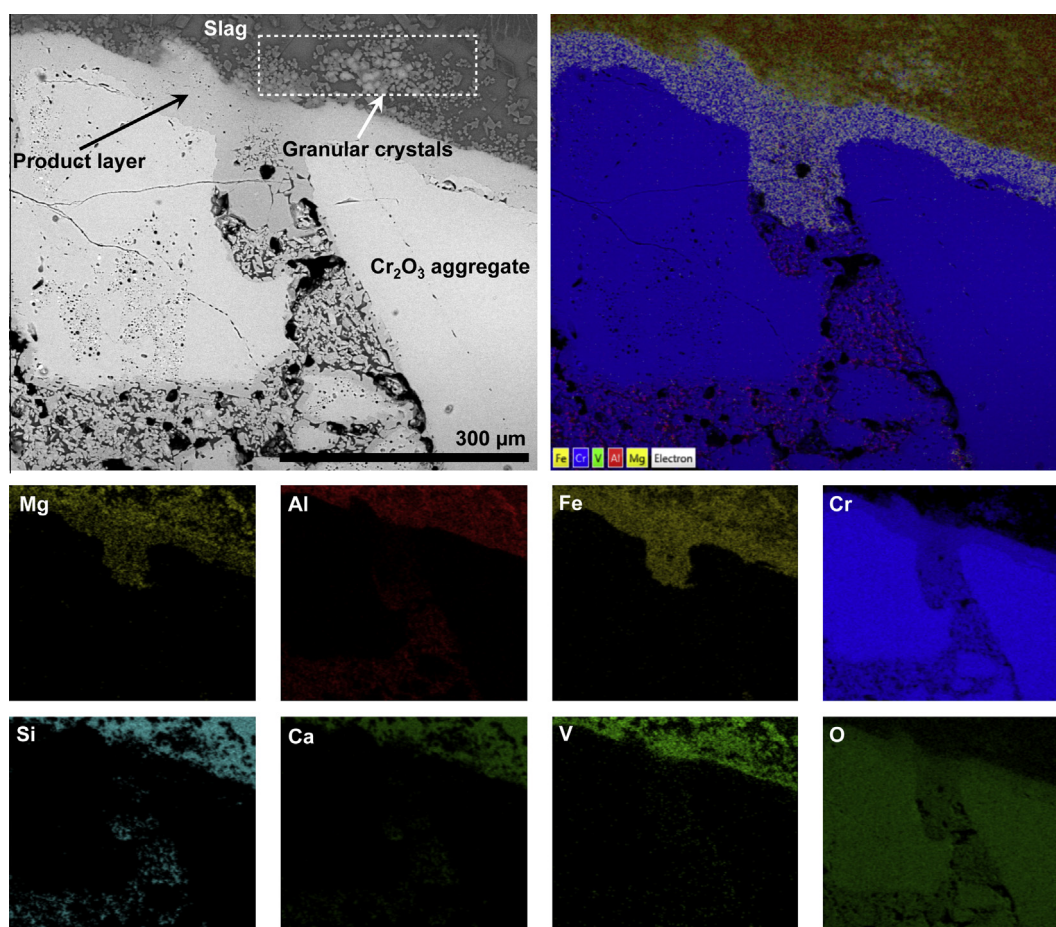 Slag
Product layer
Granular crystals
Cr₂O₃ aggregate
300 µm
Fe Cr V Al Mg Electron
Mg
Al
Fe
Cr
Si
Ca
V
O